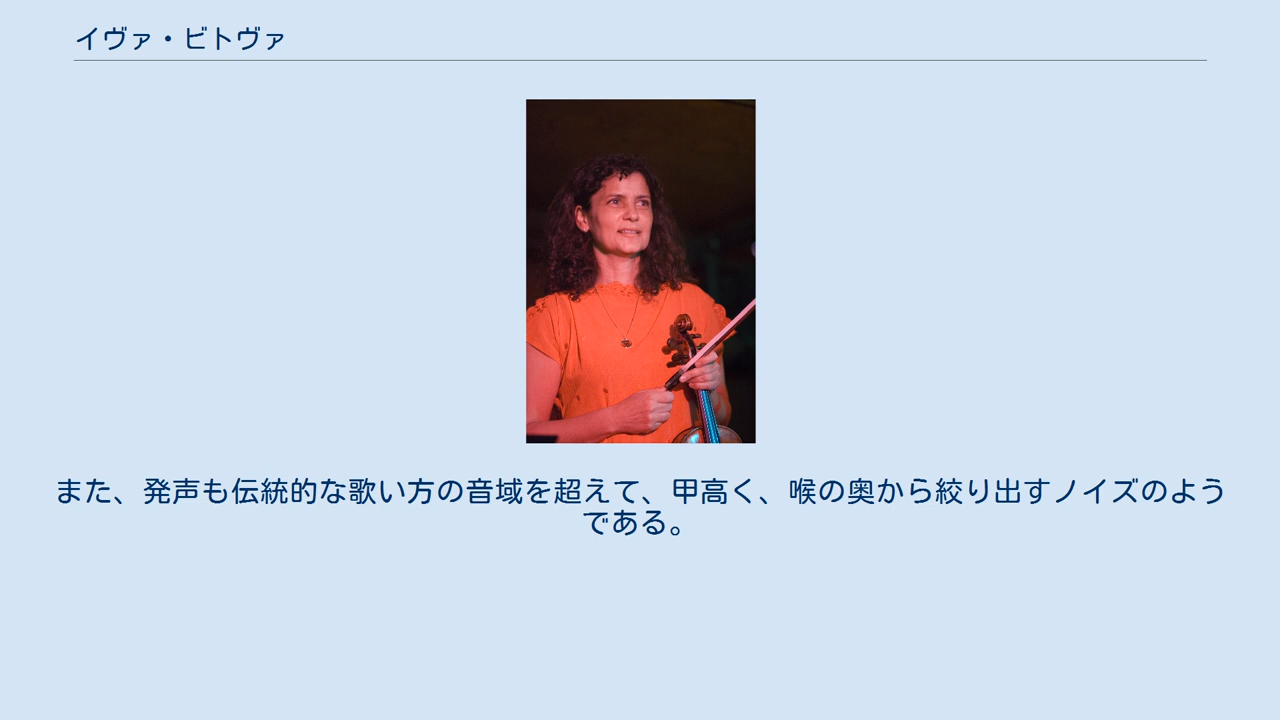 イヴァ・ビトヴァ
また、発声も伝統的な歌い方の音域を超えて、甲高く、喉の奥から絞り出すノイズのよう
である。